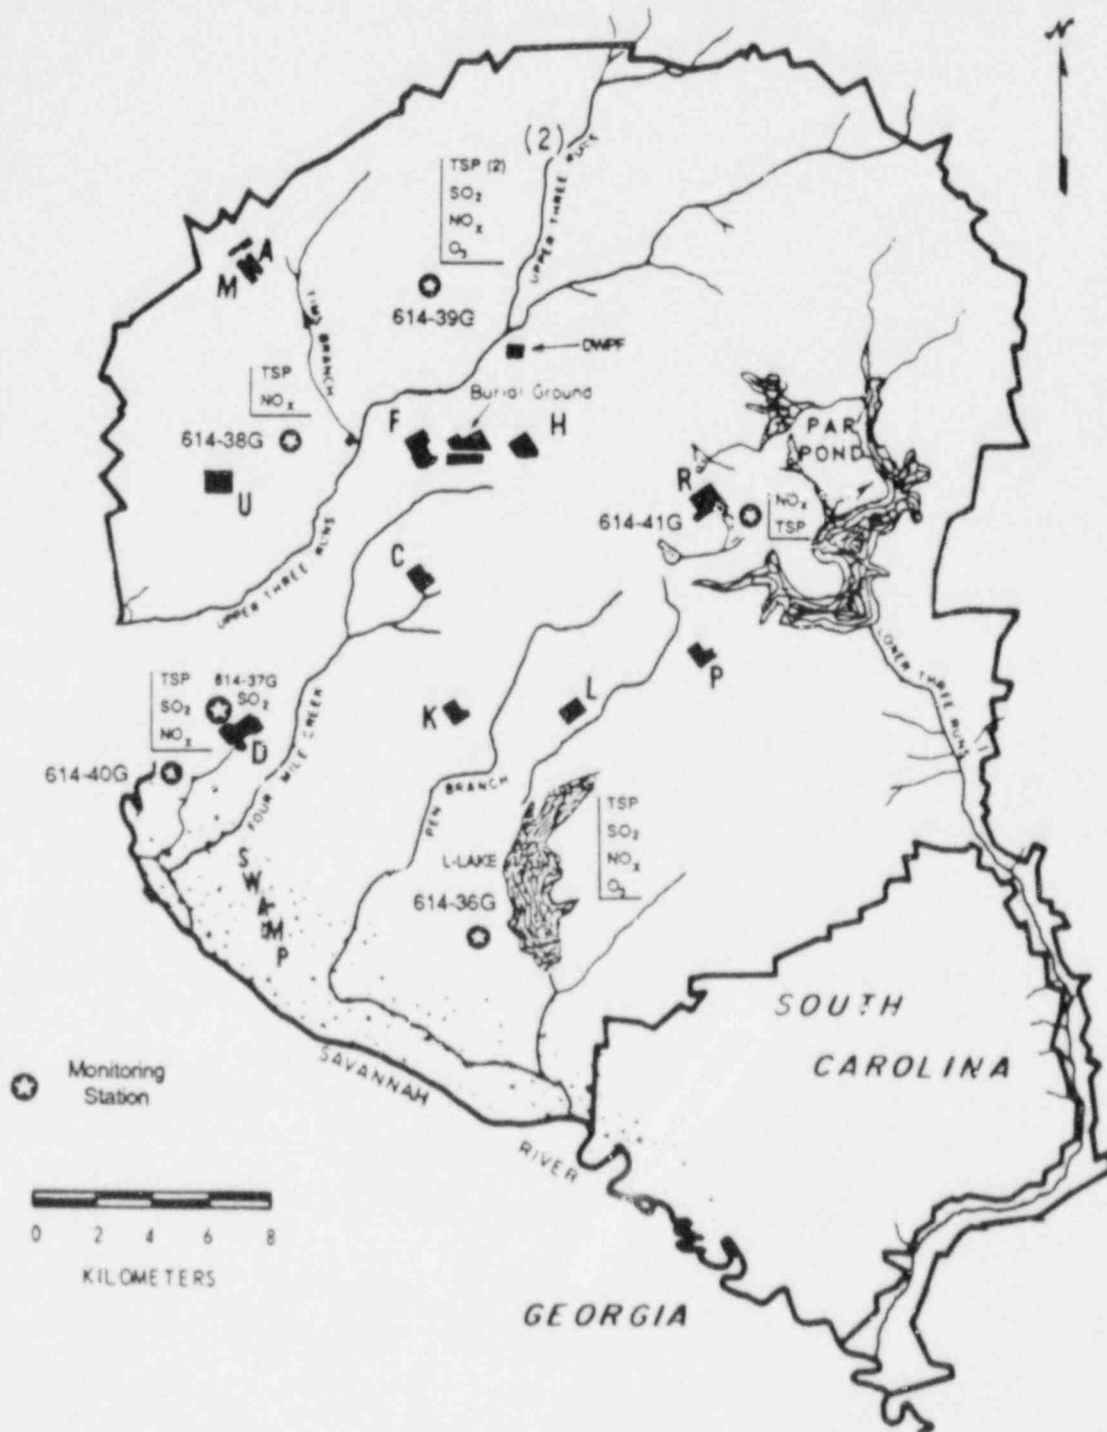 N
(2)
TSP (2)
SO₂
NOₓ
O₃
UPPER THREE RUNS
A
M
614-39G
TIMS BRANCH
DWPF
TSP
NOₓ
Burial Ground
F
H
PAR
POND
614-38G
U
R
614-41G
NOₓ
TSP
UPPER THREE RUNS
C
LOWER THREE RUNS
P
TSP
SO₂
NOₓ
614-37G
SO₂
D
614-40G
FOUR MILE CREEK
K
L
PEN BRANCH
TSP
SO₂
NOₓ
O₃
L-LAKE
614-36G
SWAMP
SOUTH
CAROLINA
SAVANNAH
RIVER
Monitoring
Station
0 2 4 6 8
KILOMETERS
GEORGIA